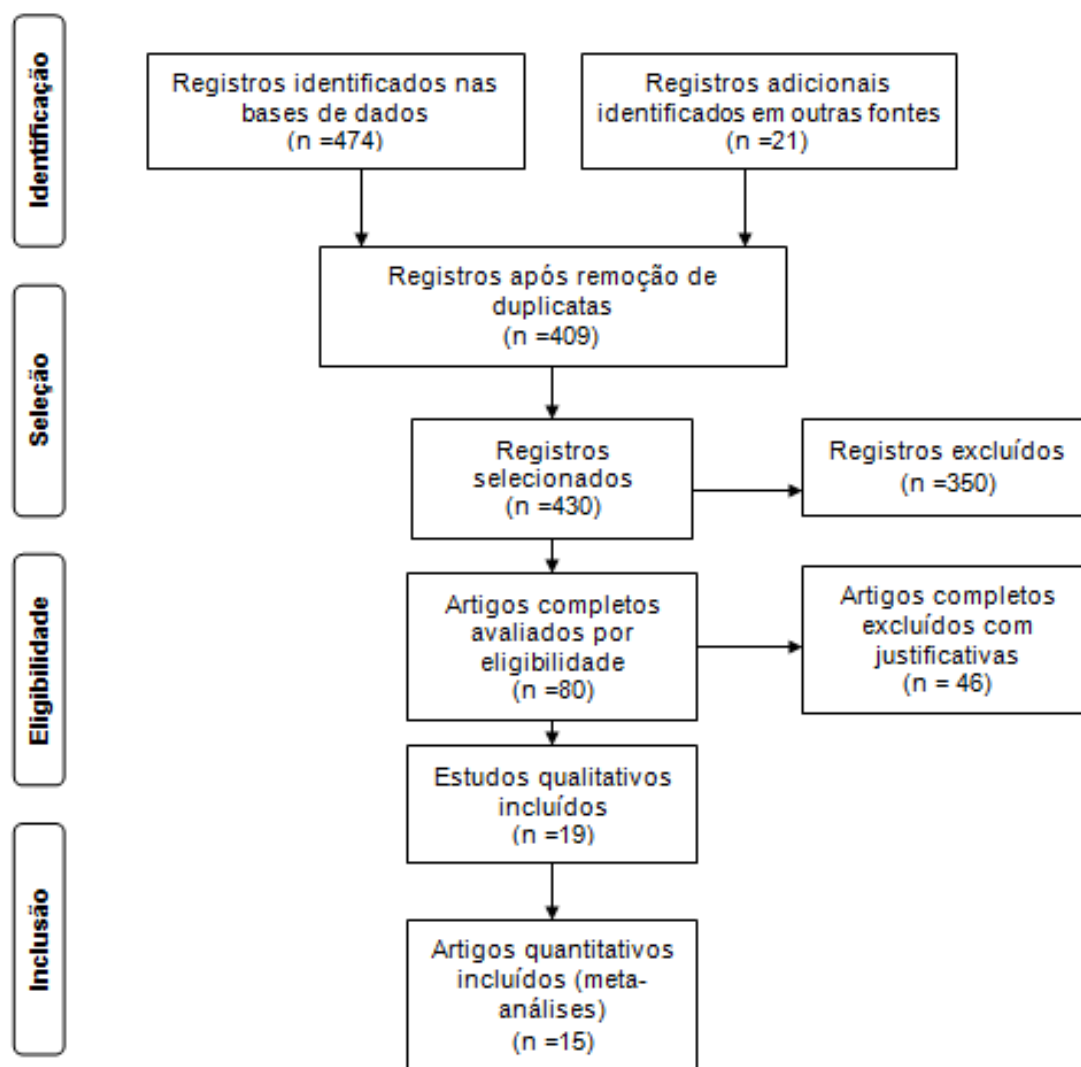 Identificação
Registros identificados nas
bases de dados
(n =474)
Registros adicionais
identificados em outras fontes
(n =21)
Seleção
Registros após remoção de
duplicatas
(n =409)
Registros
selecionados
(n =430)
Registros excluídos
(n =350)
Eligibilidade
Artigos completos
avaliados por
eligibilidade
(n =80)
Artigos completos
excluídos com
justificativas
(n = 46)
Estudos qualitativos
incluídos
(n =19)
Inclusão
Artigos quantitativos
incluídos (meta-
análises)
(n =15)